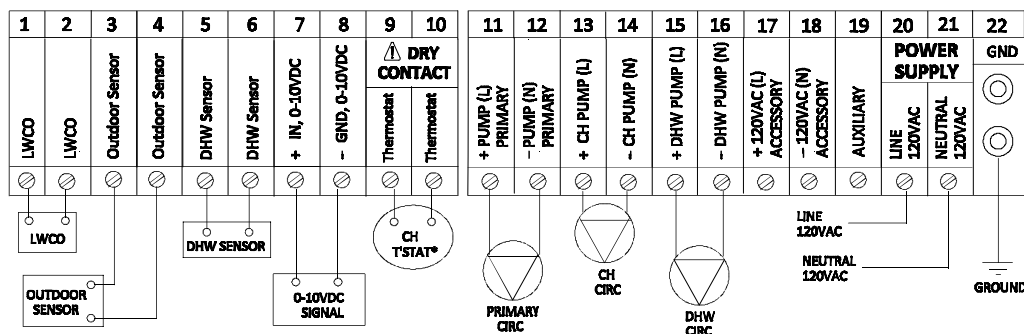 1 2 3 4 5 6 7 8 9 10 11 12 13 14 15 16 17 18 19 20 21 22
LWCO
LWCO
Outdoor Sensor
Outdoor Sensor
DHW Sensor
DHW Sensor
+ IN, 0-10VDC
– GND, 0-10VDC
⚠ DRY
CONTACT
Thermostat
Thermostat
+ PUMP (L)
PRIMARY
– PUMP (N)
PRIMARY
+ CH PUMP (L)
– CH PUMP (N)
+ DHW PUMP (L)
– DHW PUMP (N)
+ 120VAC (L)
ACCESSORY
– 120VAC (N)
ACCESSORY
AUXILIARY
POWER
SUPPLY
LINE
120VAC
NEUTRAL
120VAC
GND
LWCO
OUTDOOR
SENSOR
DHW SENSOR
0-10VDC
SIGNAL
CH
T'STAT*
PRIMARY
CIRC
CH
CIRC
DHW
CIRC
LINE
120VAC
NEUTRAL
120VAC
GROUND